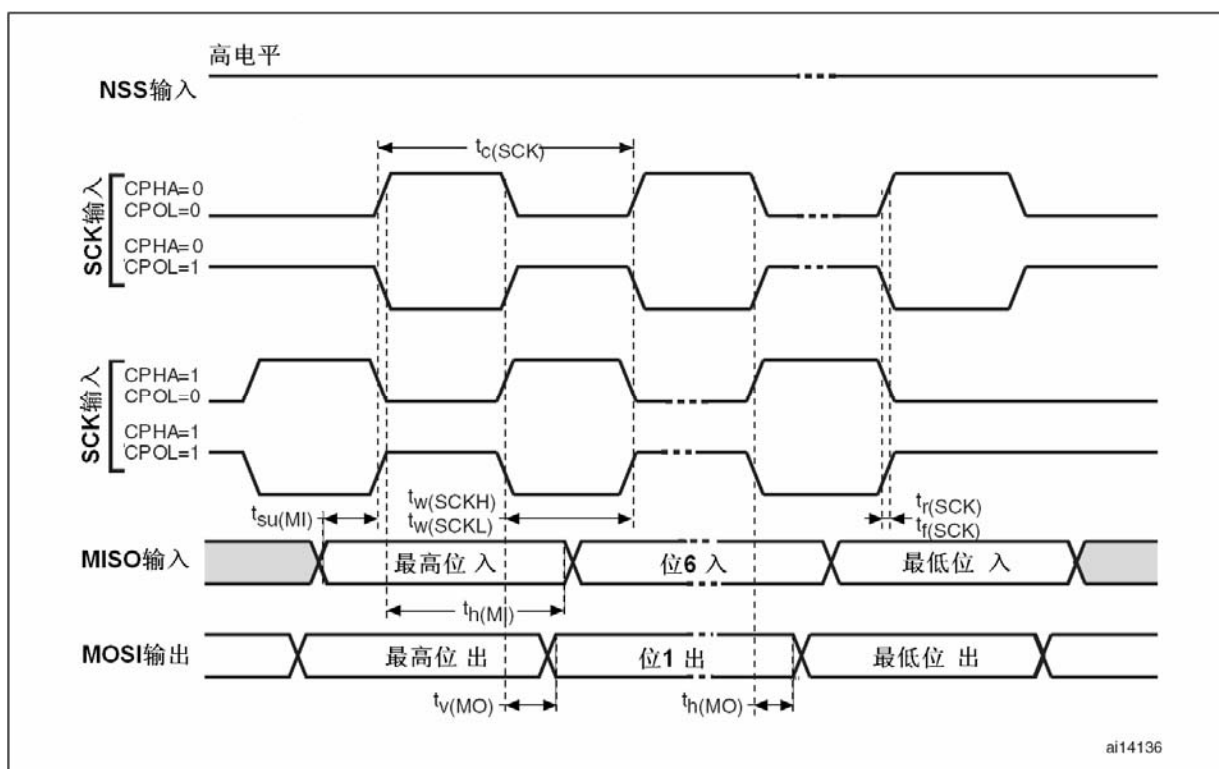 高电平
NSS输入
tc(SCK)
SCK输入
CPHA=0
CPOL=0
CPHA=0
CPOL=1
SCK输入
CPHA=1
CPOL=0
CPHA=1
CPOL=1
tw(SCKH)
tw(SCKL)
tr(SCK)
tf(SCK)
tsu(MI)
MISO输入
最高位 入
位6 入
最低位 入
th(MI)
MOSI输出
最高位 出
位1 出
最低位 出
tv(MO)
th(MO)
ai14136